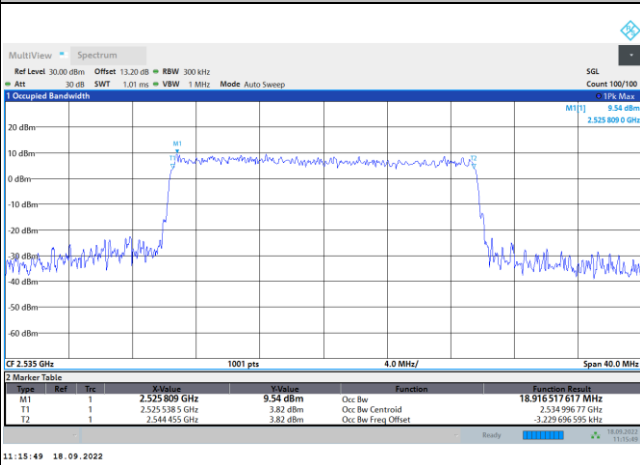 MultiView Spectrum
Ref Level 30.00 dBm Offset 13.20 dB RBW 300 kHz SGL
Att 30 dB SWT 1.01 ms VBW 1 MHz Mode Auto Sweep Count 100/100
1 Occupied Bandwidth 1Pk Max
M1[1] 9.54 dBm
2.525 809 0 GHz
20 dBm
M1
10 dBm
T1
T2
0 dBm
-10 dBm
-20 dBm
-30 dBm
-40 dBm
-50 dBm
-60 dBm
CF 2.535 GHz 1001 pts 4.0 MHz/ Span 40.0 MHz
2 Marker Table
Type Ref Trc X-Value Y-Value Function Function Result
M1 1 2.525 809 GHz 9.54 dBm Occ Bw 18.916 517 617 MHz
T1 1 2.525 538 5 GHz 3.82 dBm Occ Bw Centroid 2.534 996 77 GHz
T2 1 2.544 455 GHz 3.82 dBm Occ Bw Freq Offset -3.229 696 595 kHz
Ready 18.09.2022
11:15:49
11:15:49 18.09.2022